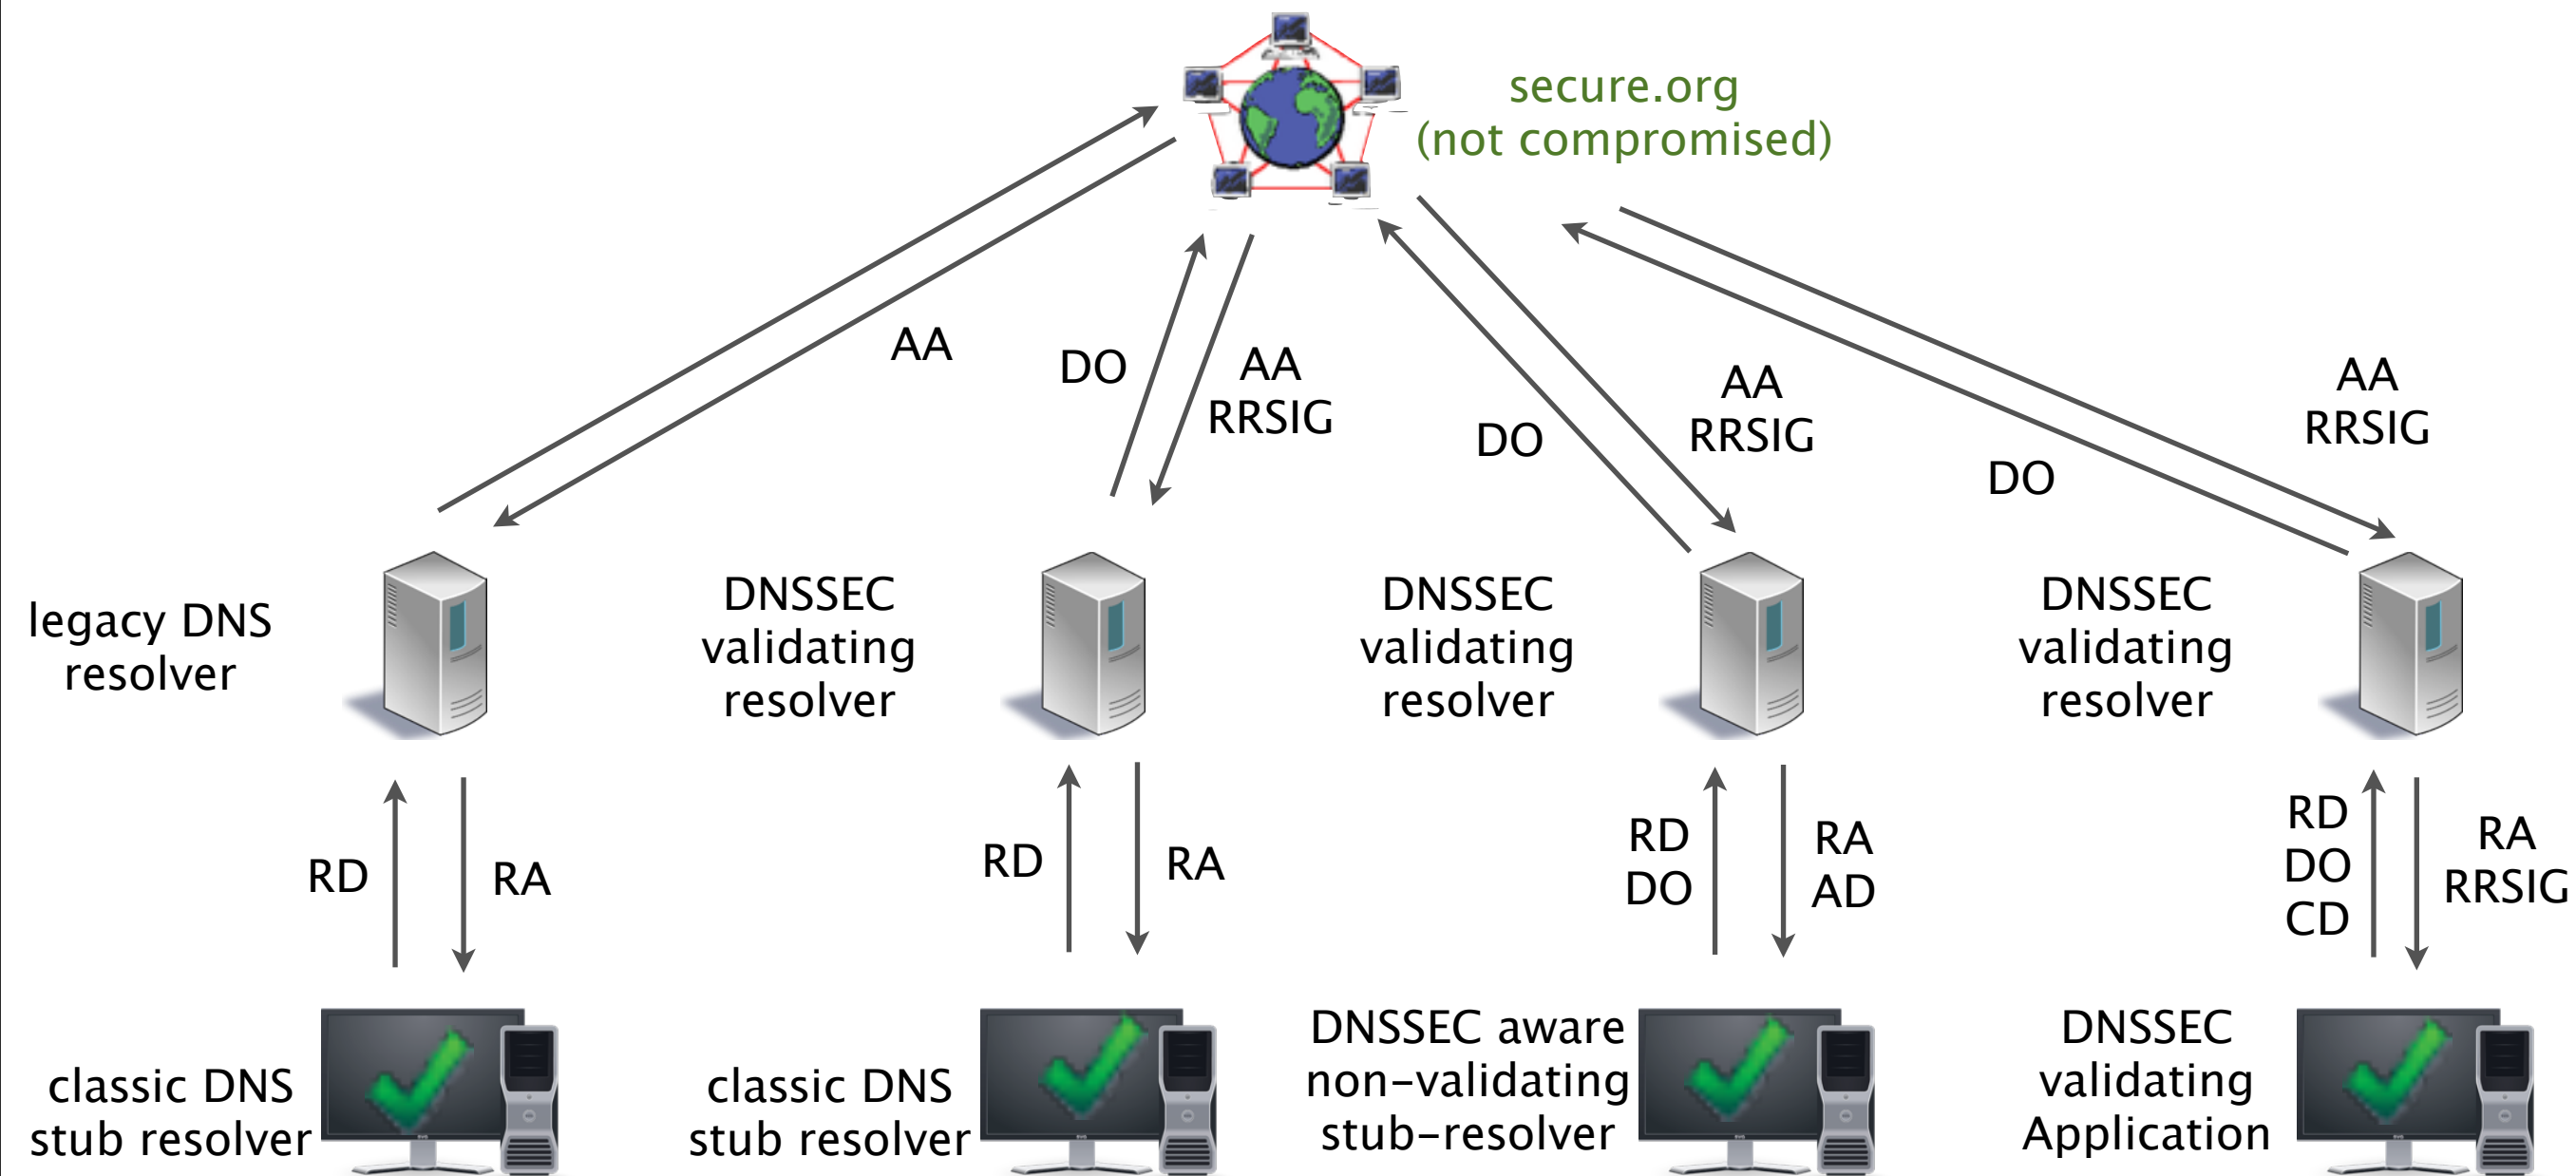 secure.org
(not compromised)
AA
DO
AA
RRSIG
DO
AA
RRSIG
DO
AA
RRSIG
legacy DNS
resolver
DNSSEC
validating
resolver
DNSSEC
validating
resolver
DNSSEC
validating
resolver
RD
RA
RD
RA
RD
DO
RA
AD
RD
DO
CD
RA
RRSIG
classic DNS
stub resolver
classic DNS
stub resolver
DNSSEC aware
non-validating
stub-resolver
DNSSEC
validating
Application